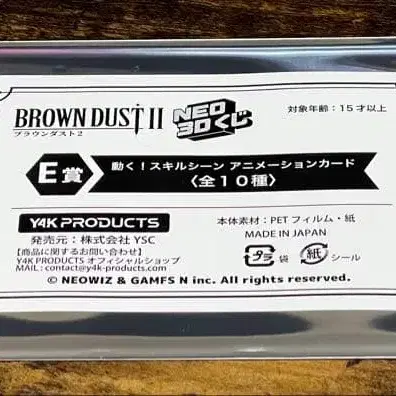 BROWN DUST II
ブラウンダスト2
NEO
3Dくじ
対象年齢：15才以上
E賞
動く！スキルシーン アニメーションカード
〈全10種〉
Y4K PRODUCTS
発売元：株式会社 YSC
【商品に関するお問い合わせ】
Y4K PRODUCTS オフィシャルショップ
MAIL : contact@y4k-products.com
本体素材：PET フィルム・紙
MADE IN JAPAN
プラ 袋
紙 シール
© NEOWIZ & GAMFS N inc. All rights reserved.